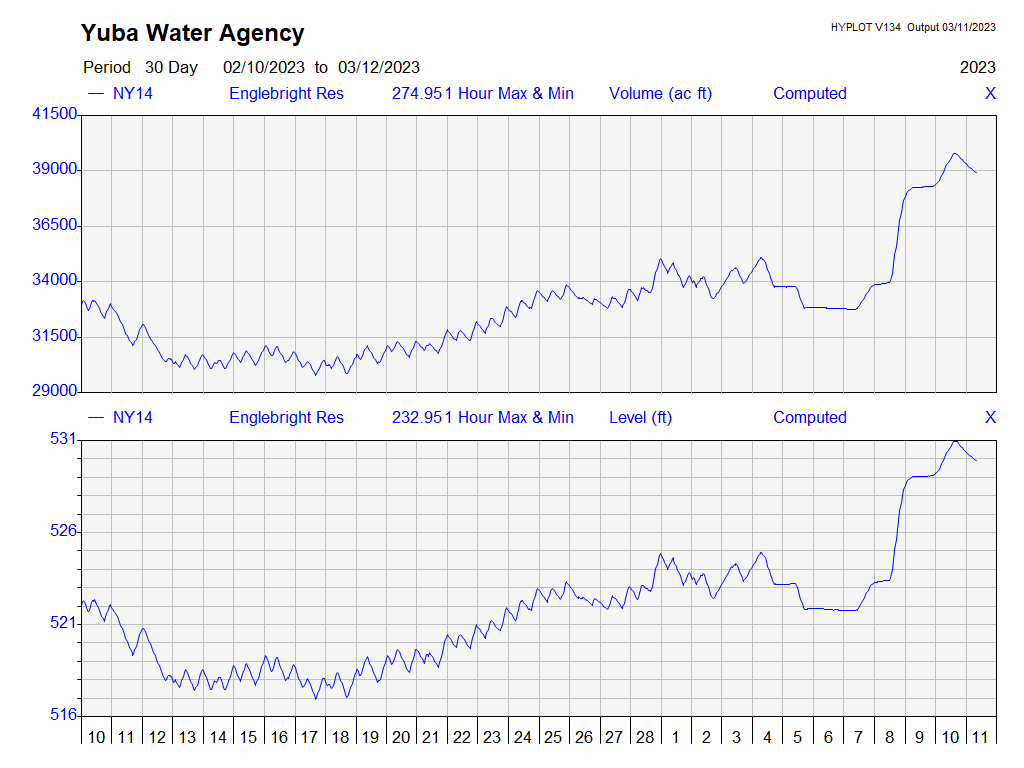 Yuba Water Agency
HYPLOT V134 Output 03/11/2023
Period 30 Day 02/10/2023 to 03/12/2023 2023
NY14 Englebright Res 274.951 Hour Max & Min Volume (ac ft) Computed X
41500
39000
36500
34000
31500
29000
NY14 Englebright Res 232.951 Hour Max & Min Level (ft) Computed X
531
526
521
516
10 11 12 13 14 15 16 17 18 19 20 21 22 23 24 25 26 27 28 1 2 3 4 5 6 7 8 9 10 11